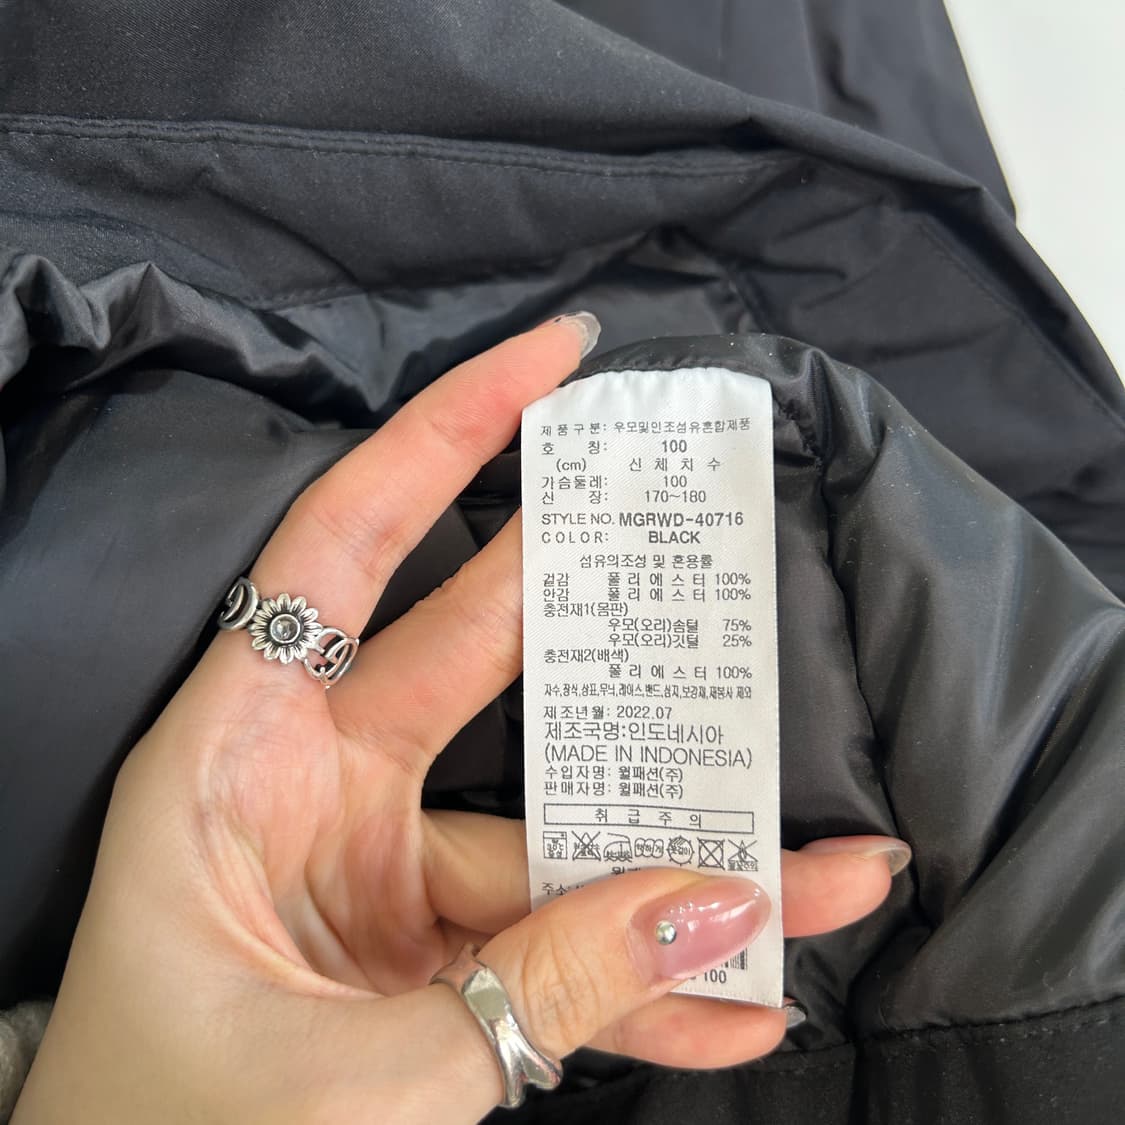 제품구분: 우모및인조섬유혼합제품
호 칭: 100
(cm) 신 체 치 수
가슴둘레: 100
신 장: 170~180
STYLE NO. MGRWD-40716
COLOR: BLACK
섬유의조성 및 혼용률
겉감 폴리에스터 100%
안감 폴리에스터 100%
충전재1(몸판)
우모(오리)솜털 75%
우모(오리)깃털 25%
충전재2(배색)
폴리에스터 100%
자수,장식,상표,무늬,레이스,밴드,심지,보강재,재봉사 제외
제조년월: 2022.07
제조국명:인도네시아
(MADE IN INDONESIA)
수입자명: 월패션(주)
판매자명: 월패션(주)
취 급 주 의
주소
100